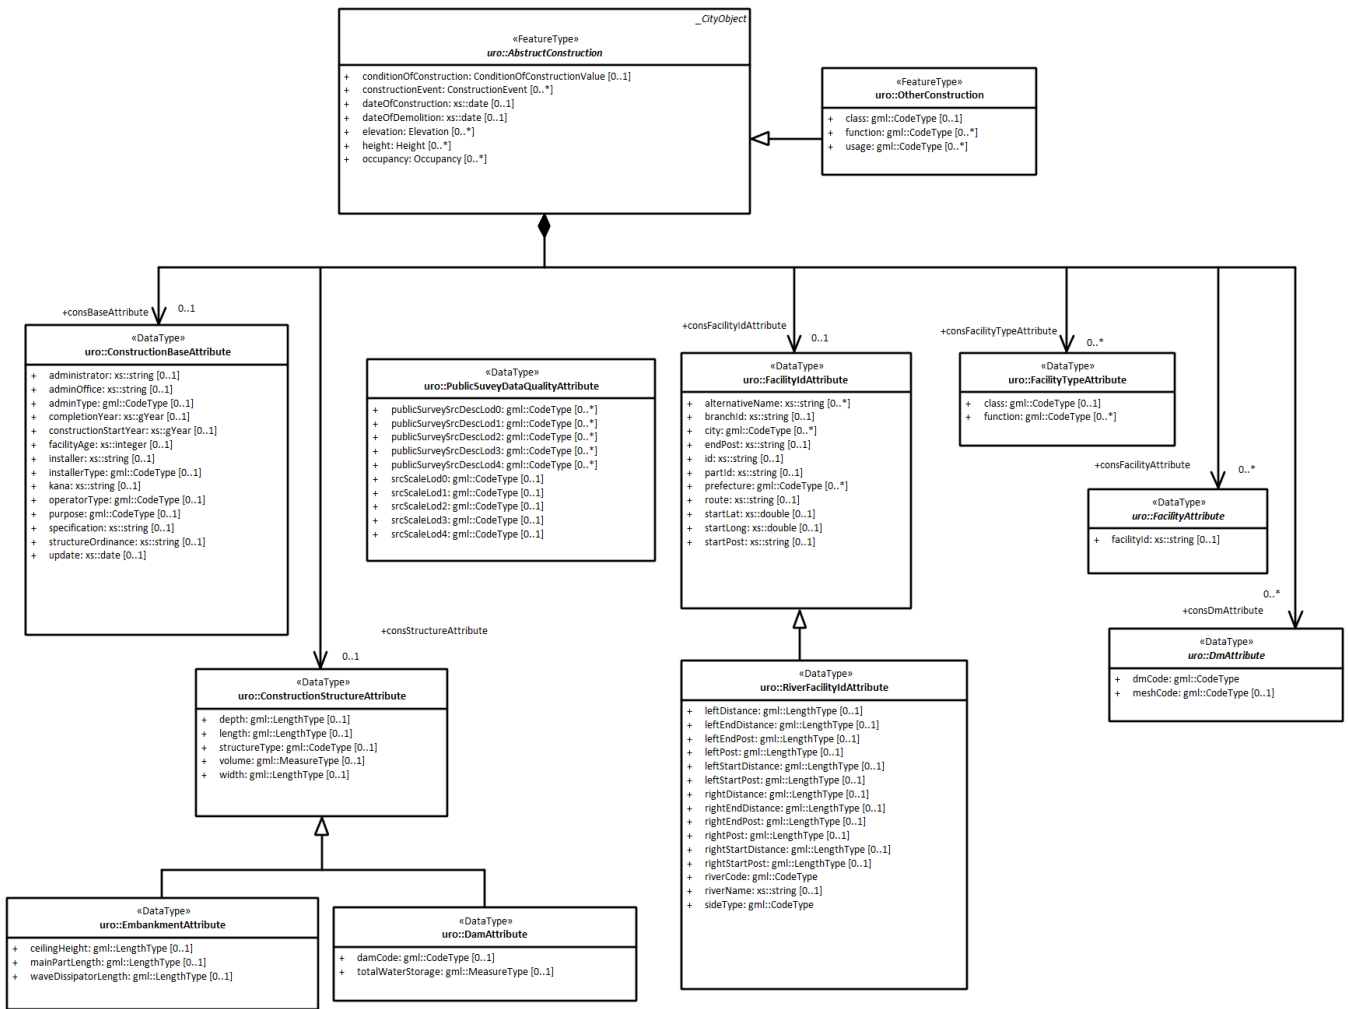 _CityObject
«FeatureType»
uro::AbstructConstruction
+ conditionOfConstruction: ConditionOfConstructionValue [0..1]
+ constructionEvent: ConstructionEvent [0..*]
+ dateOfConstruction: xs::date [0..1]
+ dateOfDemolition: xs::date [0..1]
+ elevation: Elevation [0..*]
+ height: Height [0..*]
+ occupancy: Occupancy [0..*]
«FeatureType»
uro::OtherConstruction
+ class: gml::CodeType [0..1]
+ function: gml::CodeType [0..*]
+ usage: gml::CodeType [0..*]
+consBaseAttribute
0..1
«DataType»
uro::ConstructionBaseAttribute
+ administrator: xs::string [0..1]
+ adminOffice: xs::string [0..1]
+ adminType: gml::CodeType [0..1]
+ completionYear: xs::gYear [0..1]
+ constructionStartYear: xs::gYear [0..1]
+ facilityAge: xs::integer [0..1]
+ installer: xs::string [0..1]
+ installerType: gml::CodeType [0..1]
+ kana: xs::string [0..1]
+ operatorType: gml::CodeType [0..1]
+ purpose: gml::CodeType [0..1]
+ specification: xs::string [0..1]
+ structureOrdinance: xs::string [0..1]
+ update: xs::date [0..1]
«DataType»
uro::PublicSuveyDataQualityAttribute
+ publicSurveySrcDescLod0: gml::CodeType [0..*]
+ publicSurveySrcDescLod1: gml::CodeType [0..*]
+ publicSurveySrcDescLod2: gml::CodeType [0..*]
+ publicSurveySrcDescLod3: gml::CodeType [0..*]
+ publicSurveySrcDescLod4: gml::CodeType [0..*]
+ srcScaleLod0: gml::CodeType [0..1]
+ srcScaleLod1: gml::CodeType [0..1]
+ srcScaleLod2: gml::CodeType [0..1]
+ srcScaleLod3: gml::CodeType [0..1]
+ srcScaleLod4: gml::CodeType [0..1]
+consFacilityIdAttribute
0..1
«DataType»
uro::FacilityIdAttribute
+ alternativeName: xs::string [0..*]
+ branchId: xs::string [0..1]
+ city: gml::CodeType [0..*]
+ endPost: xs::string [0..1]
+ id: xs::string [0..1]
+ partId: xs::string [0..1]
+ prefecture: gml::CodeType [0..*]
+ route: xs::string [0..1]
+ startLat: xs::double [0..1]
+ startLong: xs::double [0..1]
+ startPost: xs::string [0..1]
+consFacilityTypeAttribute
0..*
«DataType»
uro::FacilityTypeAttribute
+ class: gml::CodeType [0..1]
+ function: gml::CodeType [0..*]
+consFacilityAttribute
0..*
«DataType»
uro::FacilityAttribute
+ facilityId: xs::string [0..1]
0..*
+consDmAttribute
«DataType»
uro::DmAttribute
+ dmCode: gml::CodeType
+ meshCode: gml::CodeType [0..1]
+consStructureAttribute
0..1
«DataType»
uro::ConstructionStructureAttribute
+ depth: gml::LengthType [0..1]
+ length: gml::LengthType [0..1]
+ structureType: gml::CodeType [0..1]
+ volume: gml::MeasureType [0..1]
+ width: gml::LengthType [0..1]
«DataType»
uro::RiverFacilityIdAttribute
+ leftDistance: gml::LengthType [0..1]
+ leftEndDistance: gml::LengthType [0..1]
+ leftEndPost: gml::LengthType [0..1]
+ leftPost: gml::LengthType [0..1]
+ leftStartDistance: gml::LengthType [0..1]
+ leftStartPost: gml::LengthType [0..1]
+ rightDistance: gml::LengthType [0..1]
+ rightEndDistance: gml::LengthType [0..1]
+ rightEndPost: gml::LengthType [0..1]
+ rightPost: gml::LengthType [0..1]
+ rightStartDistance: gml::LengthType [0..1]
+ rightStartPost: gml::LengthType [0..1]
+ riverCode: gml::CodeType
+ riverName: xs::string [0..1]
+ sideType: gml::CodeType
«DataType»
uro::EmbankmentAttribute
+ ceilingHeight: gml::LengthType [0..1]
+ mainPartLength: gml::LengthType [0..1]
+ waveDissipatorLength: gml::LengthType [0..1]
«DataType»
uro::DamAttribute
+ damCode: gml::CodeType [0..1]
+ totalWaterStorage: gml::MeasureType [0..1]